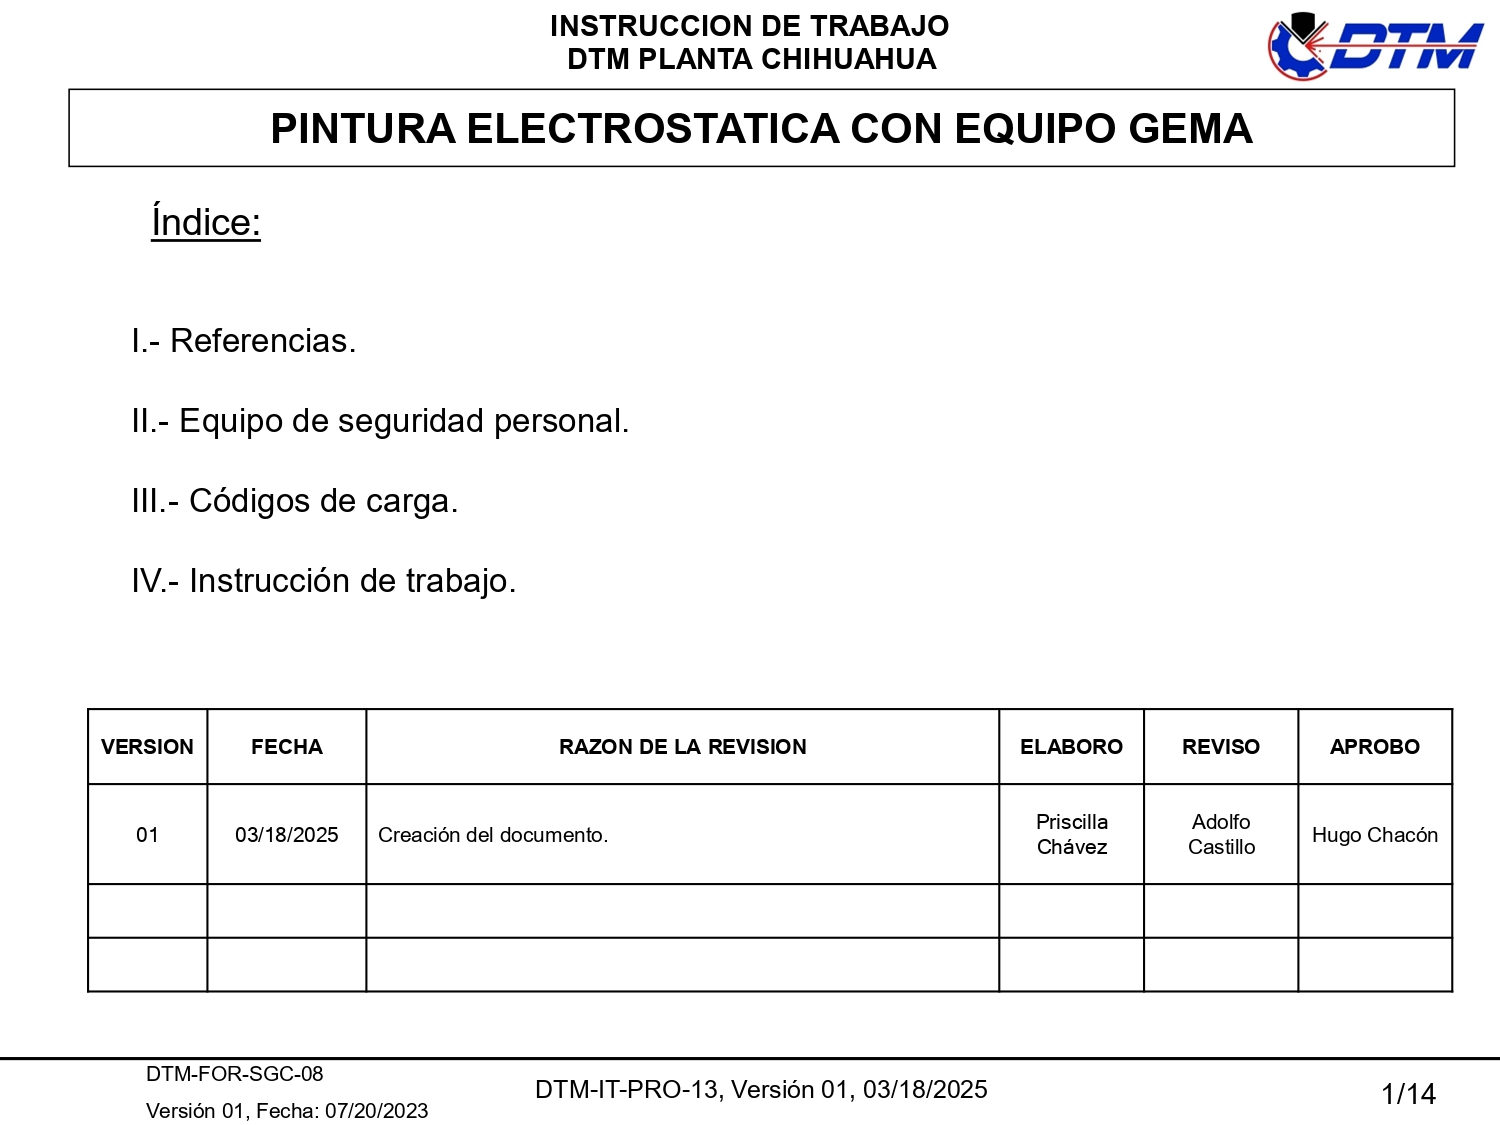 INSTRUCCION DE TRABAJO
DTM PLANTA CHIHUAHUA
DTM
PINTURA ELECTROSTATICA CON EQUIPO GEMA
Índice:
I.- Referencias.
II.- Equipo de seguridad personal.
III.- Códigos de carga.
IV.- Instrucción de trabajo.
VERSION FECHA RAZON DE LA REVISION ELABORO REVISO APROBO
01 03/18/2025 Creación del documento. Priscilla Chávez Adolfo Castillo Hugo Chacón
DTM-FOR-SGC-08
Versión 01, Fecha: 07/20/2023
DTM-IT-PRO-13, Versión 01, 03/18/2025
1/14